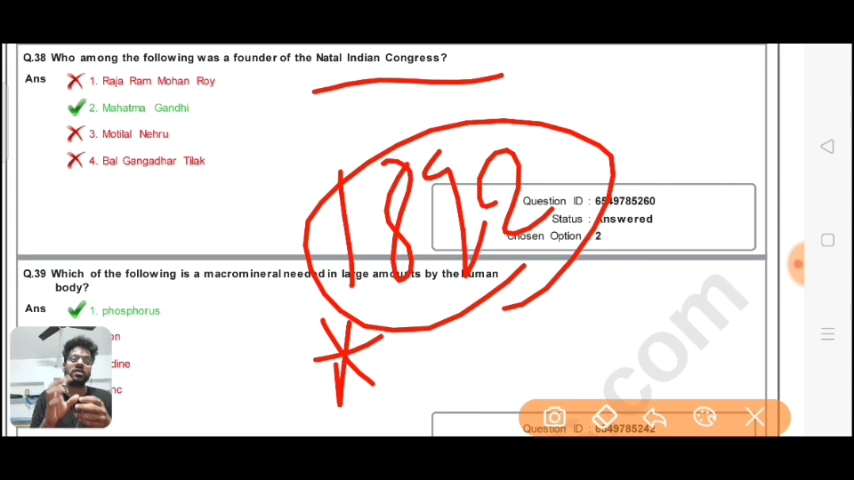 Q.38 Who among the following was a founder of the Natal Indian Congress?
Ans 1. Raja Ram Mohan Roy
2. Mahatma Gandhi
3. Motilal Nehru
4. Bal Gangadhar Tilak
1892
Question ID : 6549785260
Status : Answered
Chosen Option : 2
Q.39 Which of the following is a macromineral needed in large amounts by the human
body?
Ans 1. phosphorus
.com
Question ID : 6549785242